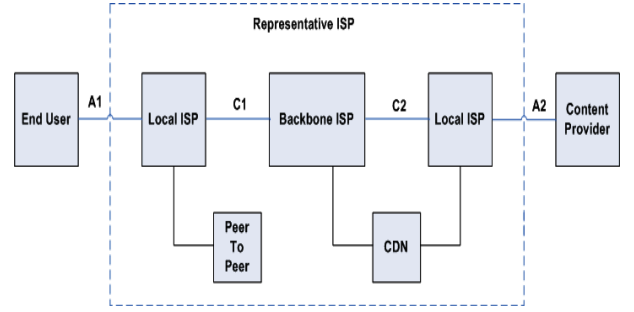 Representative ISP
End User
A1
Local ISP
C1
Backbone ISP
C2
Local ISP
A2
Content
Provider
Peer
To
Peer
CDN